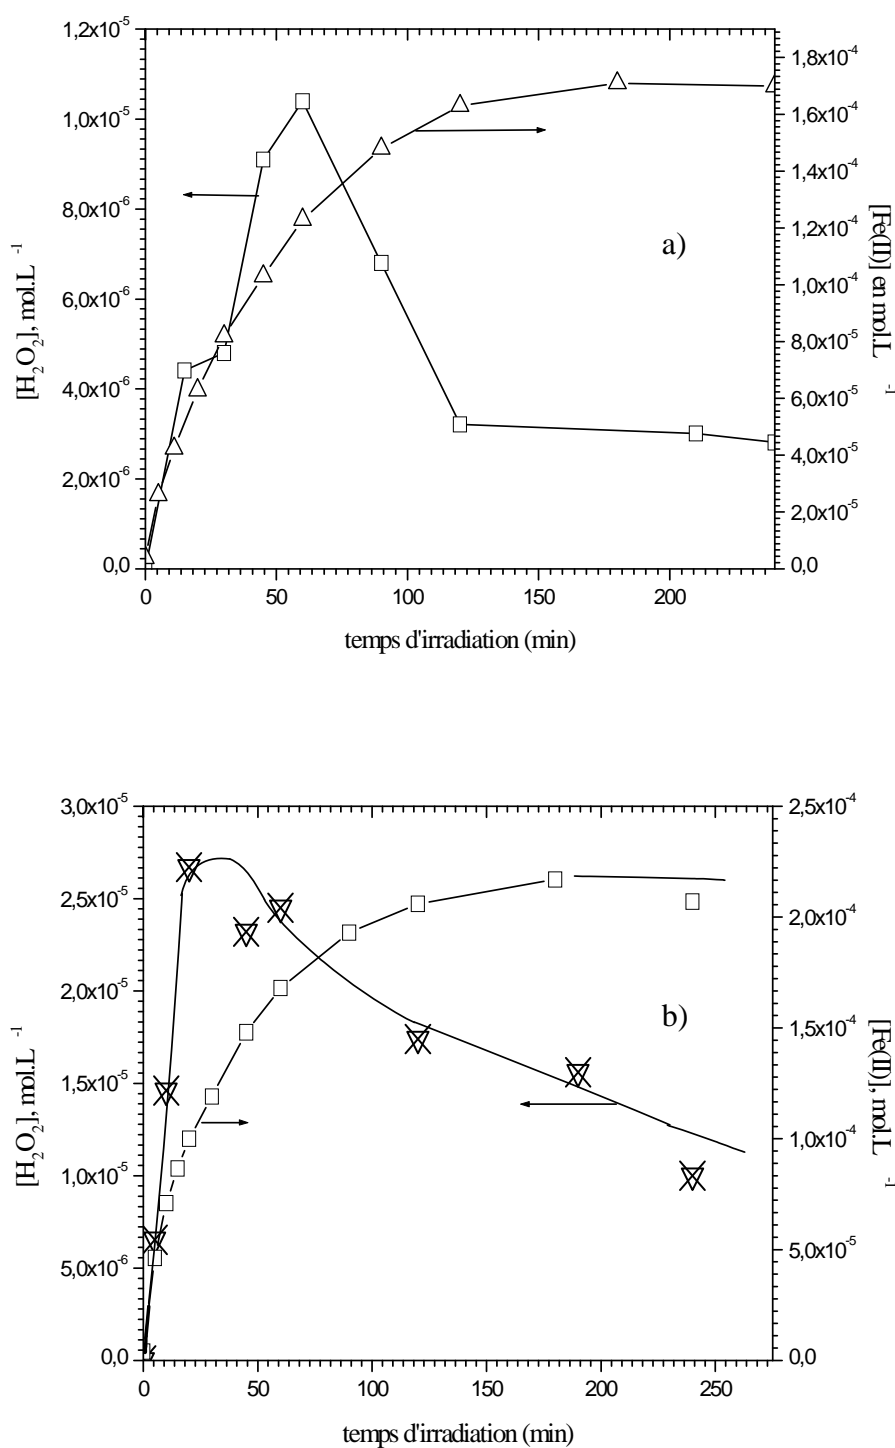 1,2x10⁻⁵
1,0x10⁻⁵
8,0x10⁻⁶
6,0x10⁻⁶
4,0x10⁻⁶
2,0x10⁻⁶
0,0
[H₂O₂], mol.L⁻¹
1,8x10⁻⁴
1,6x10⁻⁴
1,4x10⁻⁴
1,2x10⁻⁴
1,0x10⁻⁴
8,0x10⁻⁵
6,0x10⁻⁵
4,0x10⁻⁵
2,0x10⁻⁵
0,0
[Fe(II)] en mol.L⁻¹
a)
0 50 100 150 200
temps d'irradiation (min)
3,0x10⁻⁵
2,5x10⁻⁵
2,0x10⁻⁵
1,5x10⁻⁵
1,0x10⁻⁵
5,0x10⁻⁶
0,0
[H₂O₂], mol.L⁻¹
2,5x10⁻⁴
2,0x10⁻⁴
1,5x10⁻⁴
1,0x10⁻⁴
5,0x10⁻⁵
0,0
[Fe(II)], mol.L⁻¹
b)
0 50 100 150 200 250
temps d'irradiation (min)